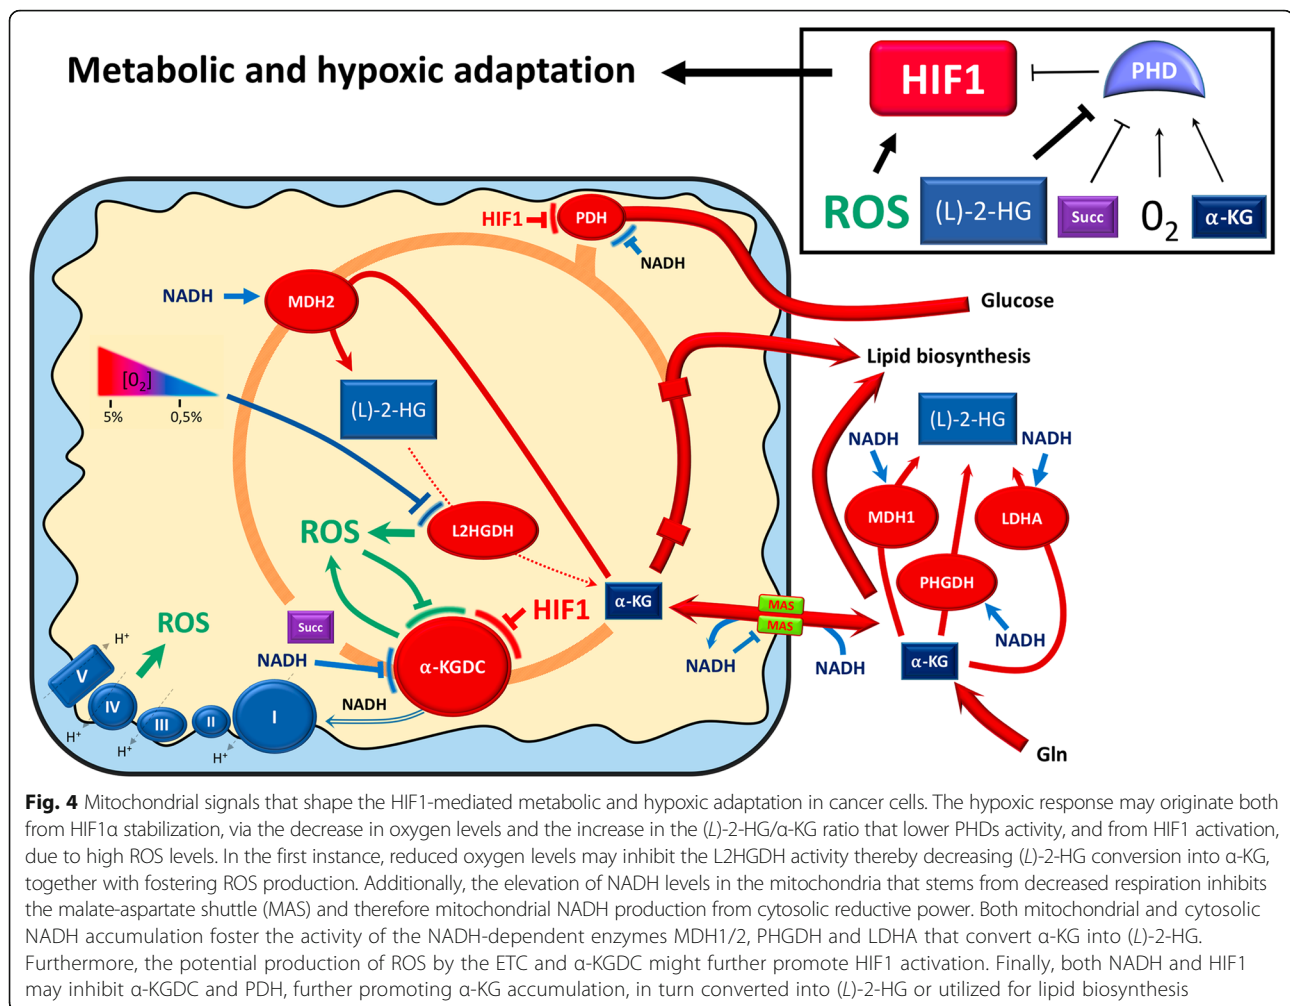 Metabolic and hypoxic adaptation
HIF1
PHD
ROS
(L)-2-HG
Succ
O2
α-KG
HIF1
PDH
NADH
NADH
MDH2
Glucose
Lipid biosynthesis
[O2]
5%
0,5%
(L)-2-HG
(L)-2-HG
NADH
NADH
MDH1
LDHA
ROS
L2HGDH
PHGDH
HIF1
α-KG
MAS
MAS
Succ
ROS
NADH
α-KGDC
NADH
NADH
NADH
α-KG
H+
V
IV
III
II
I
NADH
H+
H+
H+
Gln
Fig. 4 Mitochondrial signals that shape the HIF1-mediated metabolic and hypoxic adaptation in cancer cells. The hypoxic response may originate both
from HIF1α stabilization, via the decrease in oxygen levels and the increase in the (L)-2-HG/α-KG ratio that lower PHDs activity, and from HIF1 activation,
due to high ROS levels. In the first instance, reduced oxygen levels may inhibit the L2HGDH activity thereby decreasing (L)-2-HG conversion into α-KG,
together with fostering ROS production. Additionally, the elevation of NADH levels in the mitochondria that stems from decreased respiration inhibits
the malate-aspartate shuttle (MAS) and therefore mitochondrial NADH production from cytosolic reductive power. Both mitochondrial and cytosolic
NADH accumulation foster the activity of the NADH-dependent enzymes MDH1/2, PHGDH and LDHA that convert α-KG into (L)-2-HG.
Furthermore, the potential production of ROS by the ETC and α-KGDC might further promote HIF1 activation. Finally, both NADH and HIF1
may inhibit α-KGDC and PDH, further promoting α-KG accumulation, in turn converted into (L)-2-HG or utilized for lipid biosynthesis